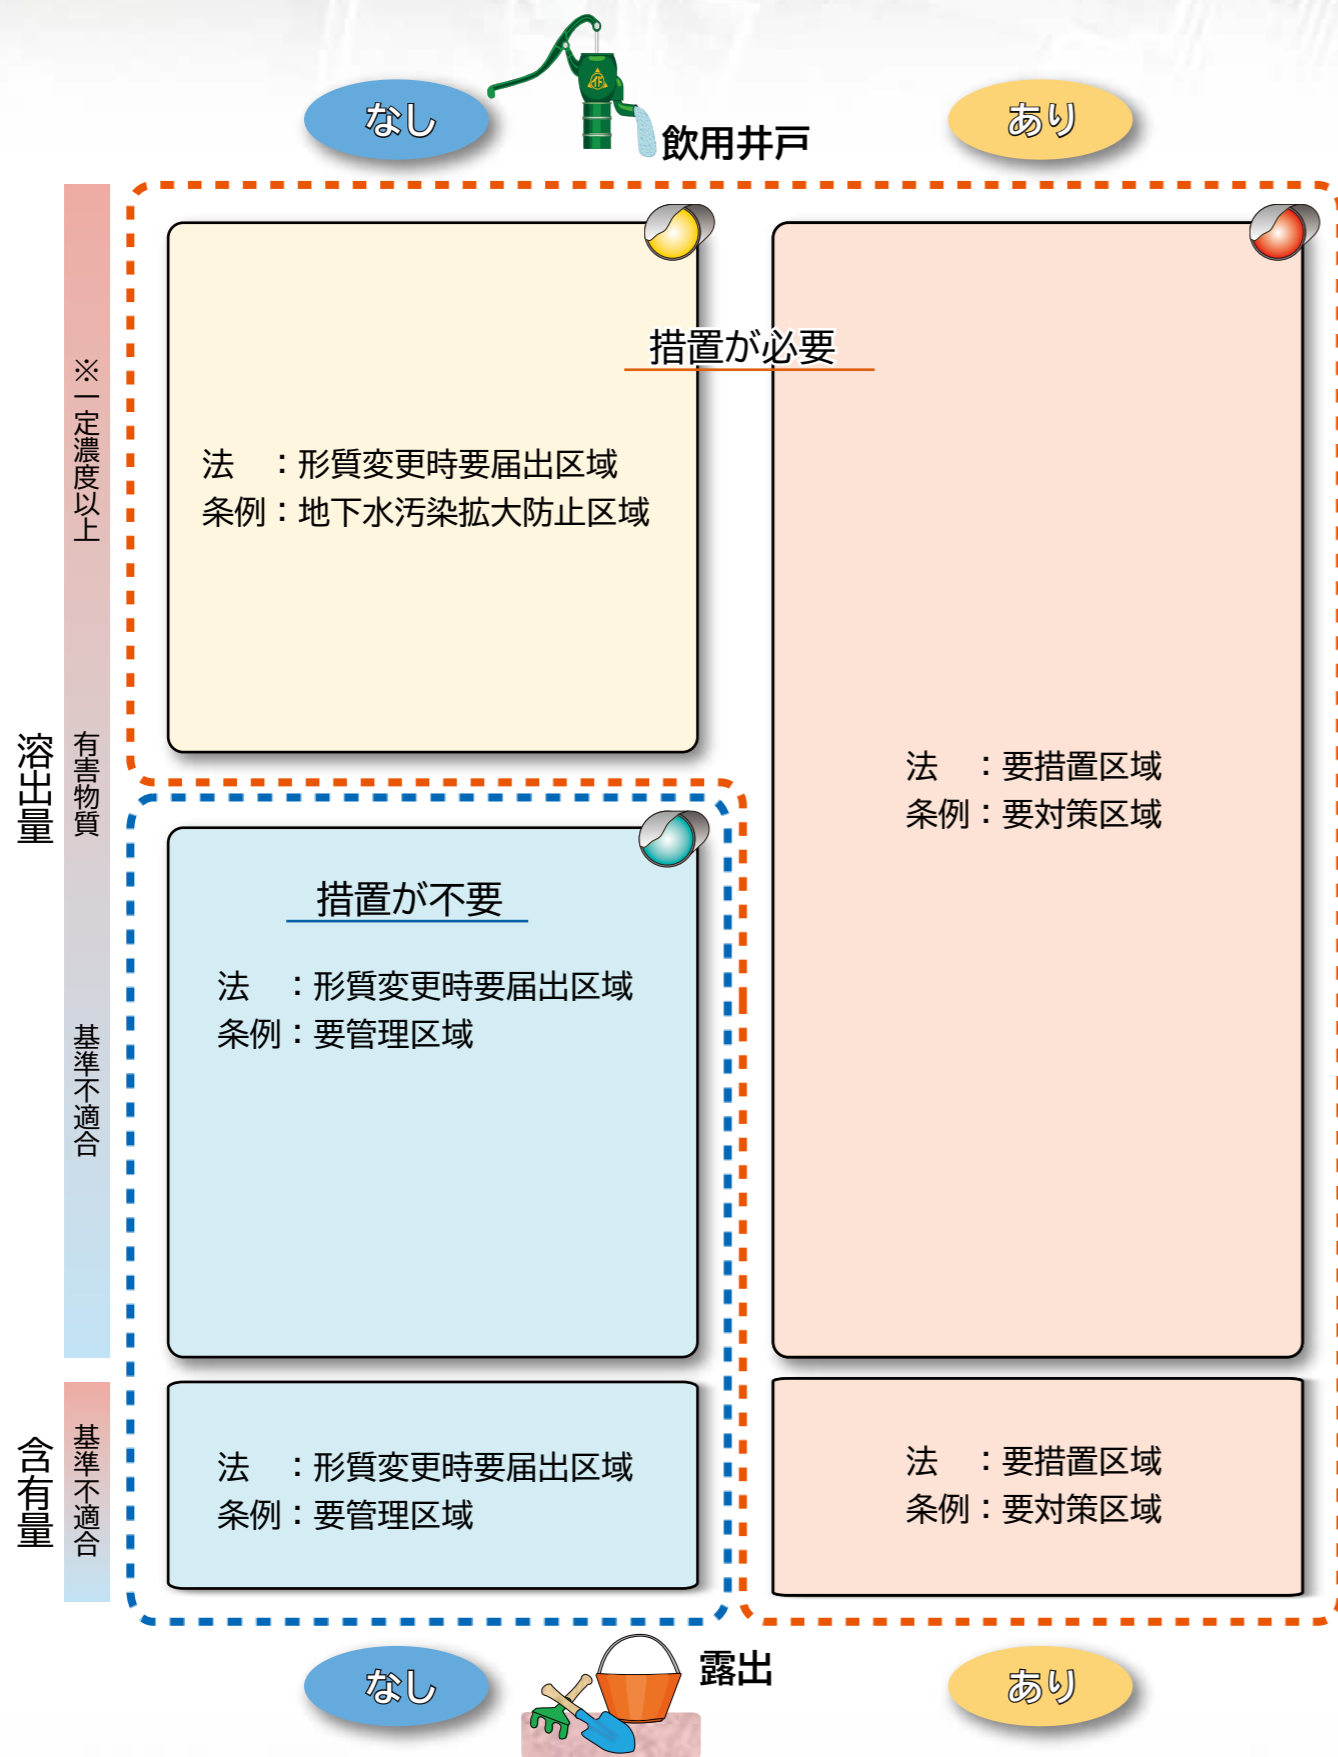 なし
飲用井戸
あり
措置が必要
※一定濃度以上
法　：形質変更時要届出区域
条例：地下水汚染拡大防止区域
溶出量
有害物質
法　：要措置区域
条例：要対策区域
措置が不要
法　：形質変更時要届出区域
条例：要管理区域
基準不適合
含有量
基準不適合
法　：形質変更時要届出区域
条例：要管理区域
法　：要措置区域
条例：要対策区域
なし
露出
あり